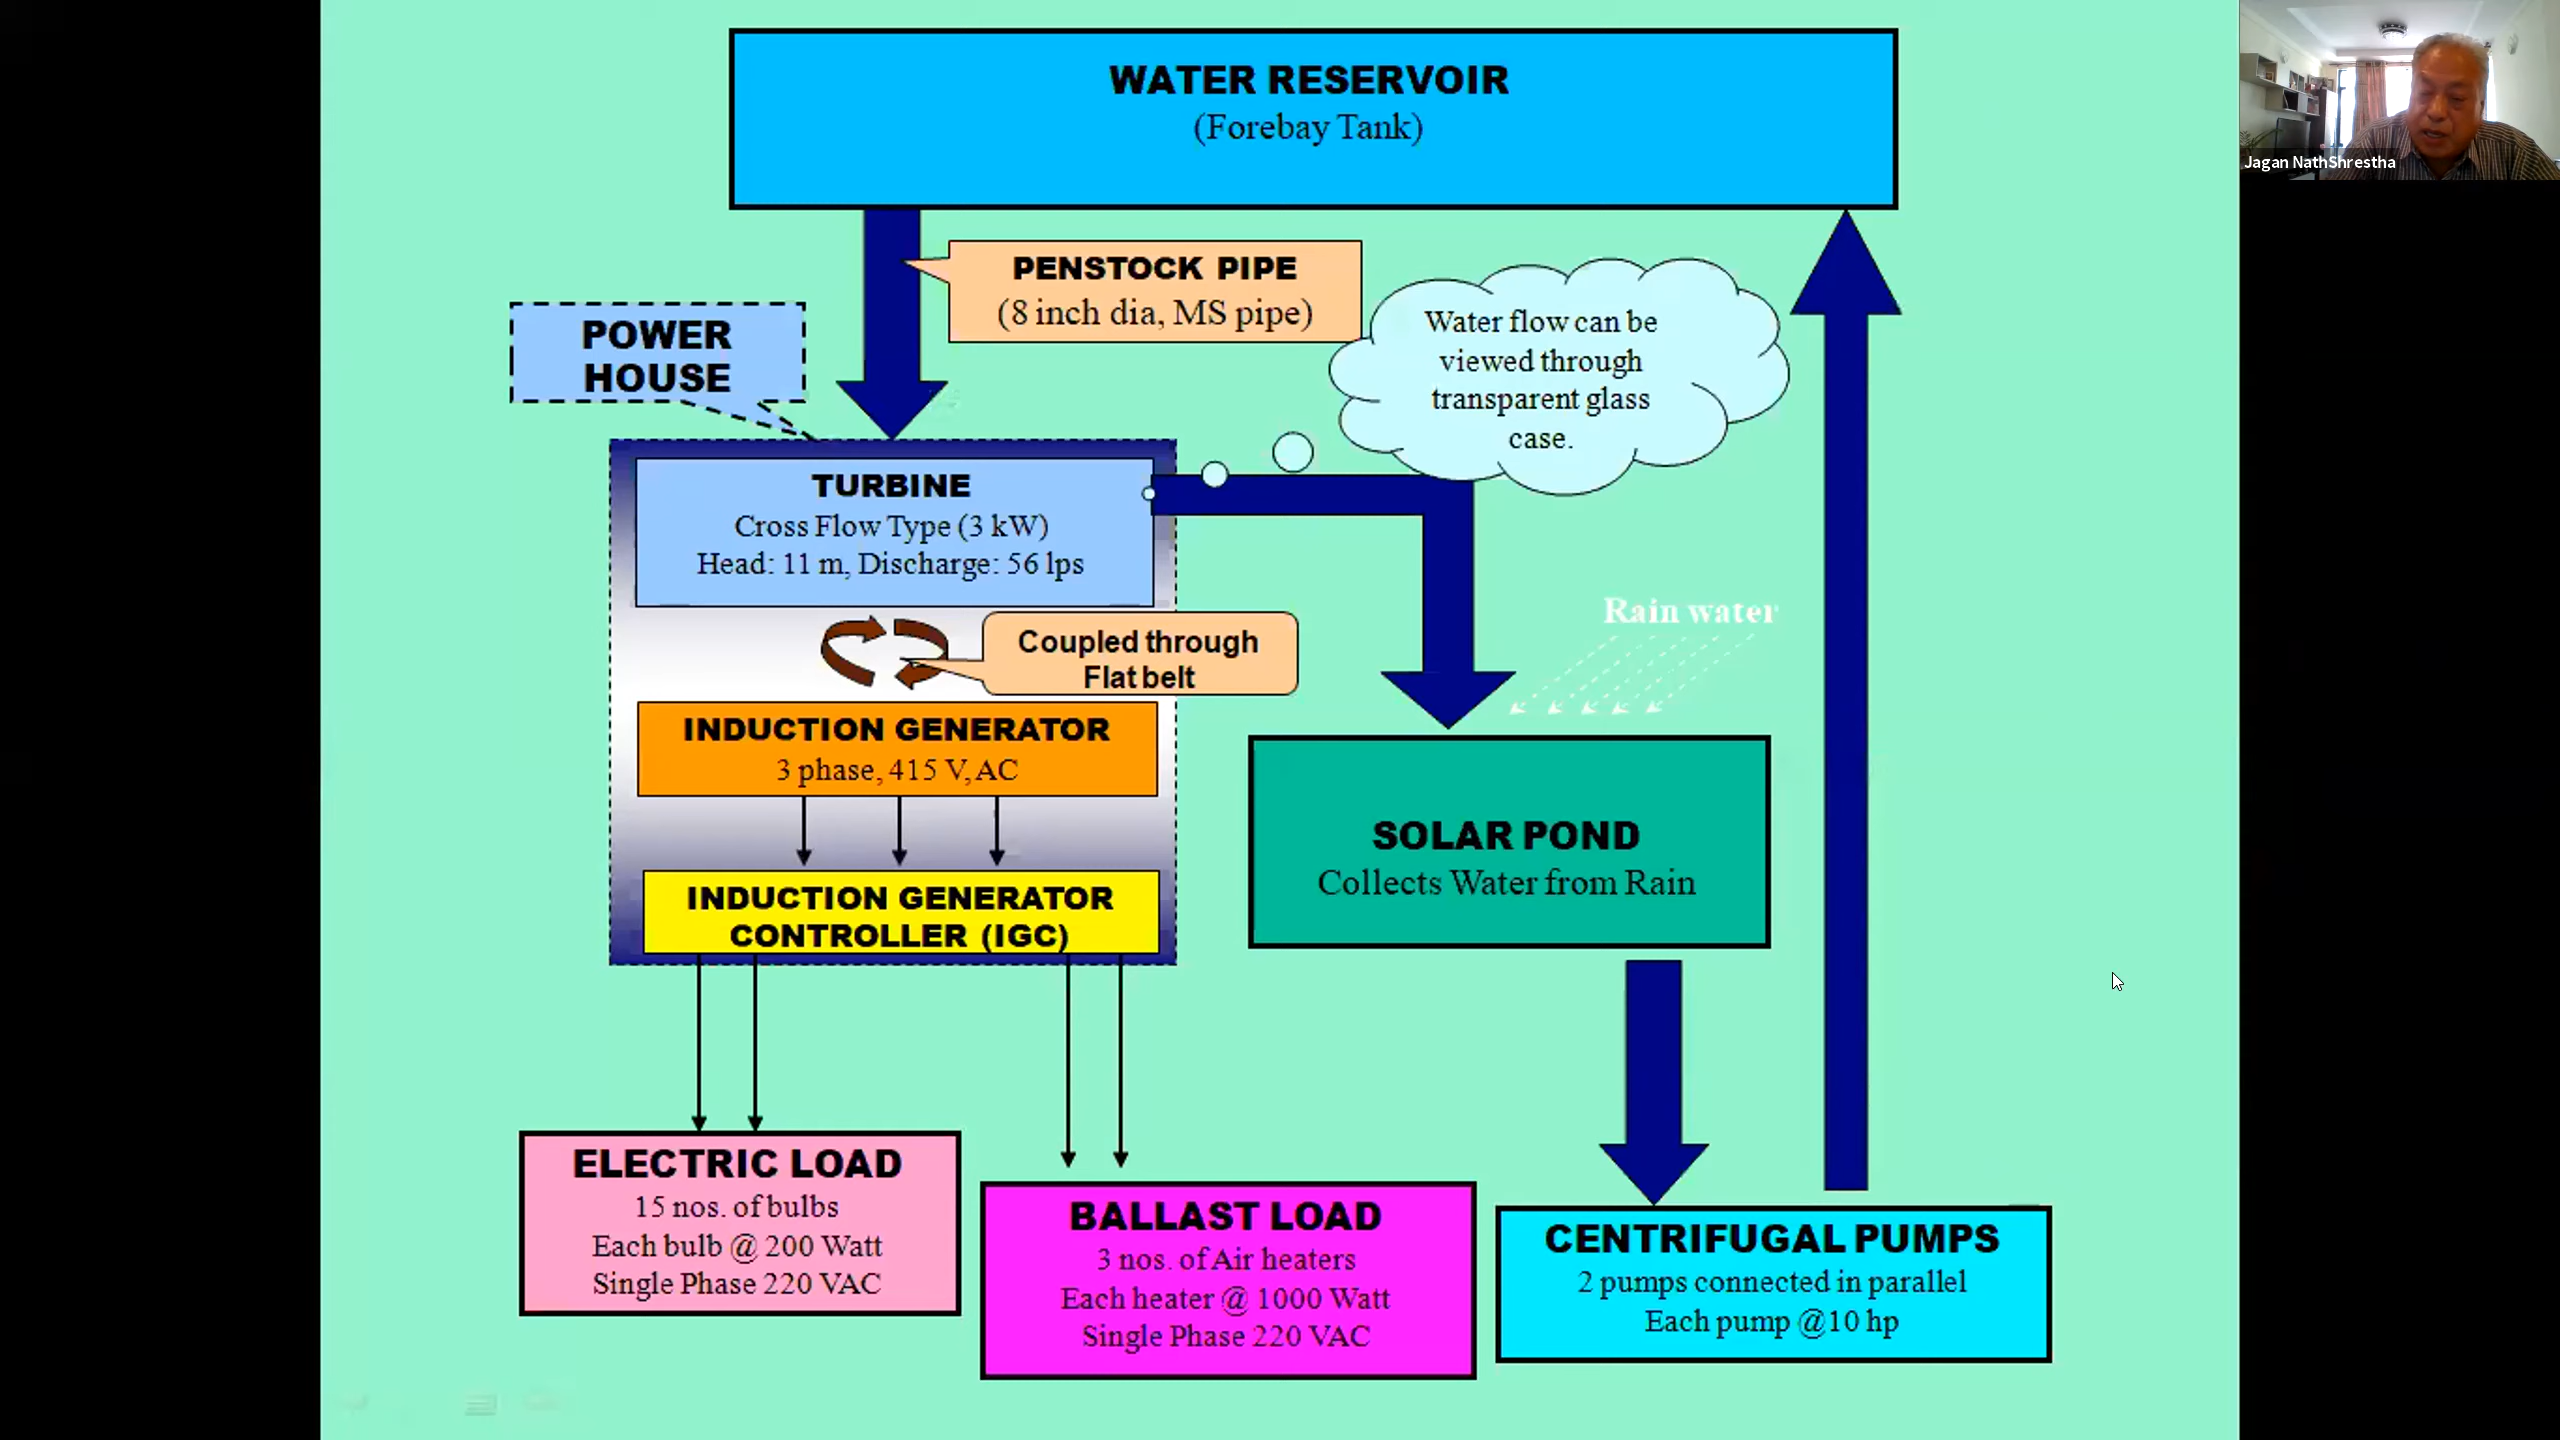 WATER RESERVOIR
(Forebay Tank)
Jagan NathShrestha
PENSTOCK PIPE
(8 inch dia, MS pipe)
POWER
HOUSE
Water flow can be
viewed through
transparent glass
case.
TURBINE
Cross Flow Type (3 kW)
Head: 11 m, Discharge: 56 lps
Coupled through
Flat belt
Rain water
INDUCTION GENERATOR
3 phase, 415 V, AC
SOLAR POND
Collects Water from Rain
INDUCTION GENERATOR
CONTROLLER (IGC)
ELECTRIC LOAD
15 nos. of bulbs
Each bulb @ 200 Watt
Single Phase 220 VAC
BALLAST LOAD
3 nos. of Air heaters
Each heater @ 1000 Watt
Single Phase 220 VAC
CENTRIFUGAL PUMPS
2 pumps connected in parallel
Each pump @10 hp